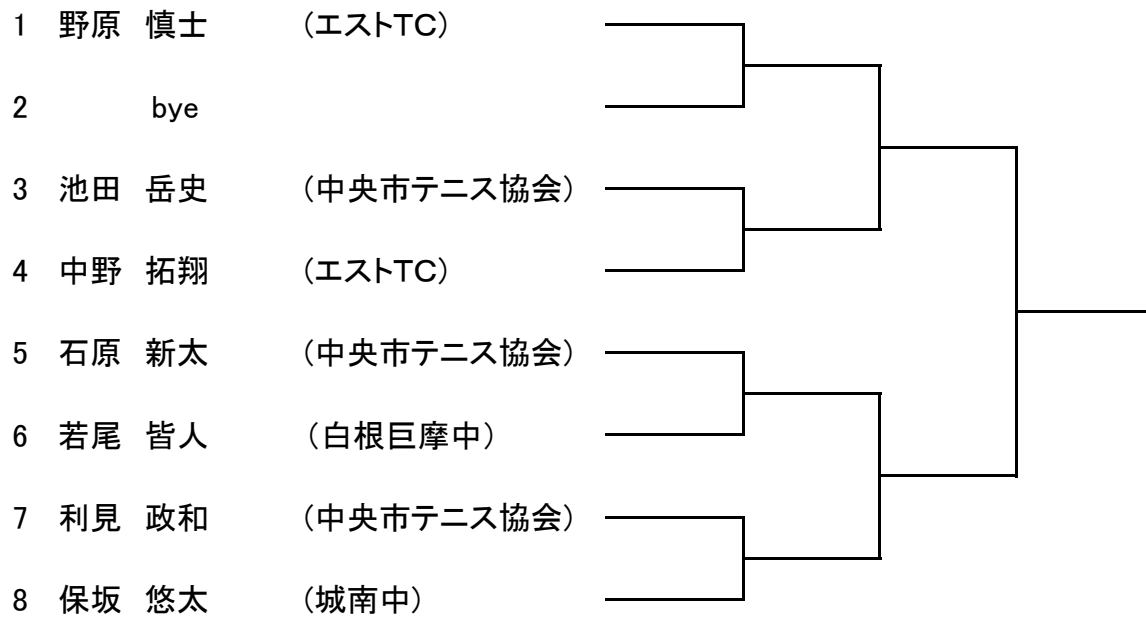 1 野原 慎士 (エストTC)
2 bye
3 池田 岳史 (中央市テニス協会)
4 中野 拓翔 (エストTC)
5 石原 新太 (中央市テニス協会)
6 若尾 皆人 (白根巨摩中)
7 利見 政和 (中央市テニス協会)
8 保坂 悠太 (城南中)